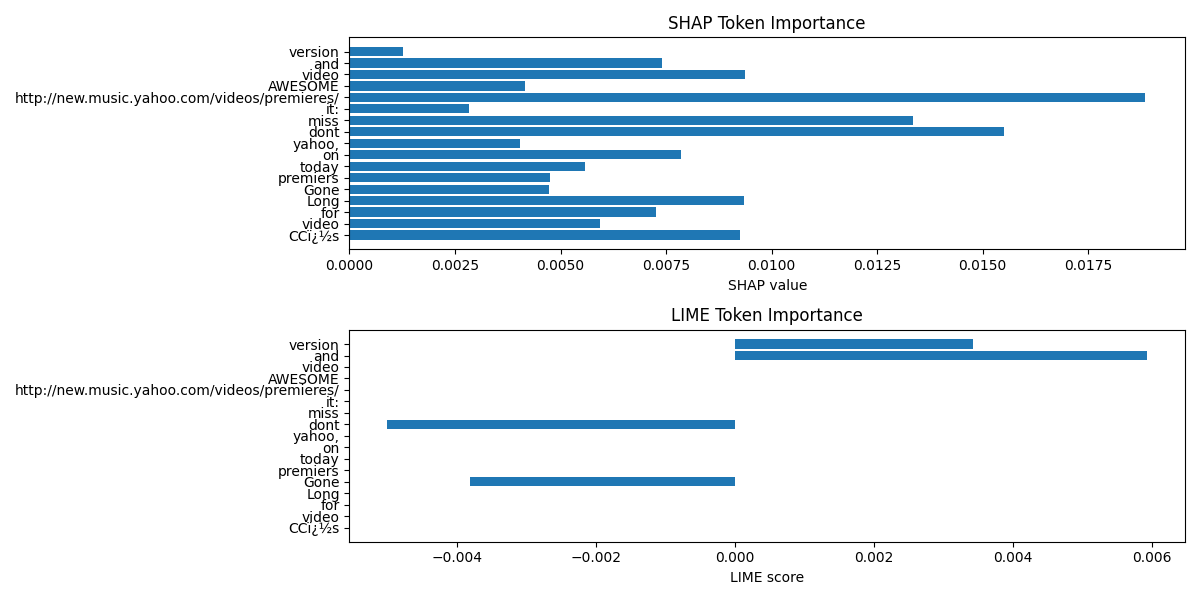 SHAP Token Importance
version
and
video
AWESOME
http://new.music.yahoo.com/videos/premieres/
it:
miss
dont
yahoo,
on
today
premiers
Gone
Long
for
video
CCï¿½s
0.0000 0.0025 0.0050 0.0075 0.0100 0.0125 0.0150 0.0175
SHAP value
LIME Token Importance
version
and
video
AWESOME
http://new.music.yahoo.com/videos/premieres/
it:
miss
dont
yahoo,
on
today
premiers
Gone
Long
for
video
CCï¿½s
−0.004 −0.002 0.000 0.002 0.004 0.006
LIME score